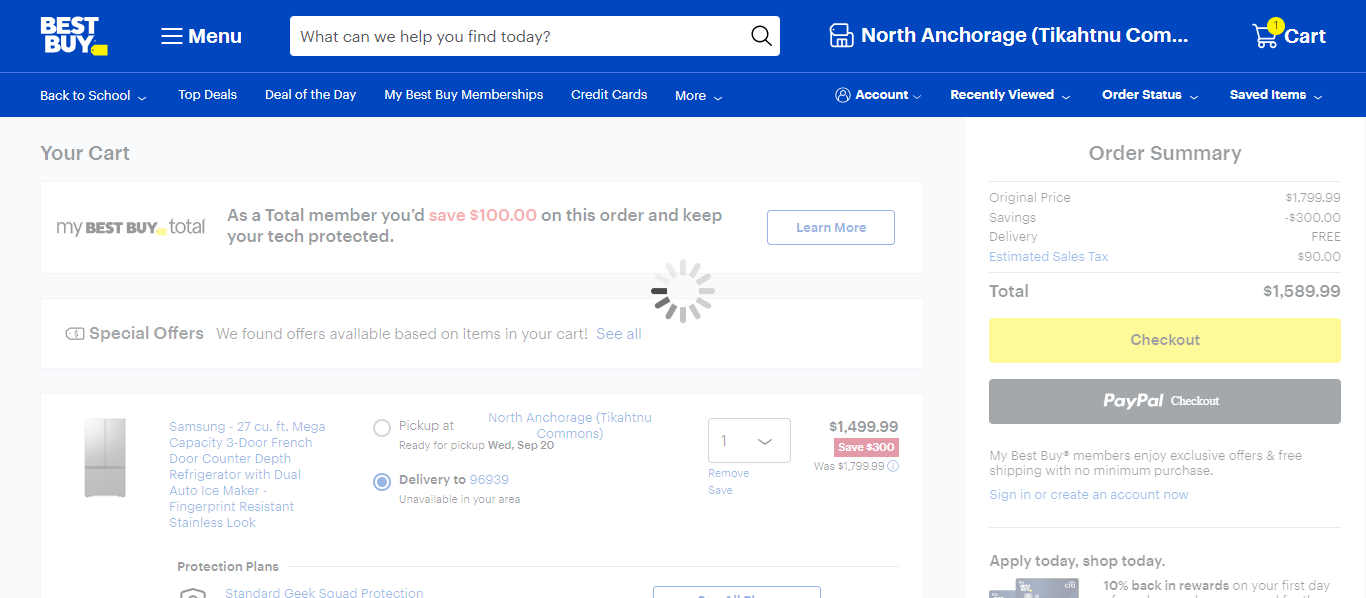 BEST BUY
Menu
What can we help you find today?
North Anchorage (Tikahtnu Com...
1
Cart
Back to School
Top Deals
Deal of the Day
My Best Buy Memberships
Credit Cards
More
Account
Recently Viewed
Order Status
Saved Items
Your Cart
my BEST BUY total
As a Total member you’d save $100.00 on this order and keep
your tech protected.
Learn More
Special Offers We found offers available based on items in your cart! See all
Samsung - 27 cu. ft. Mega
Capacity 3-Door French
Door Counter Depth
Refrigerator with Dual
Auto Ice Maker -
Fingerprint Resistant
Stainless Look
Pickup at North Anchorage (Tikahtnu
Commons)
Ready for pickup Wed, Sep 20
Delivery to 96939
Unavailable in your area
1
Remove
Save
$1,499.99
Save $300
Was $1,799.99
Protection Plans
Standard Geek Squad Protection
Order Summary
Original Price $1,799.99
Savings -$300.00
Delivery FREE
Estimated Sales Tax $90.00
Total $1,589.99
Checkout
PayPal Checkout
My Best Buy® members enjoy exclusive offers & free
shipping with no minimum purchase.
Sign in or create an account now
Apply today, shop today.
citi
10% back in rewards on your first day